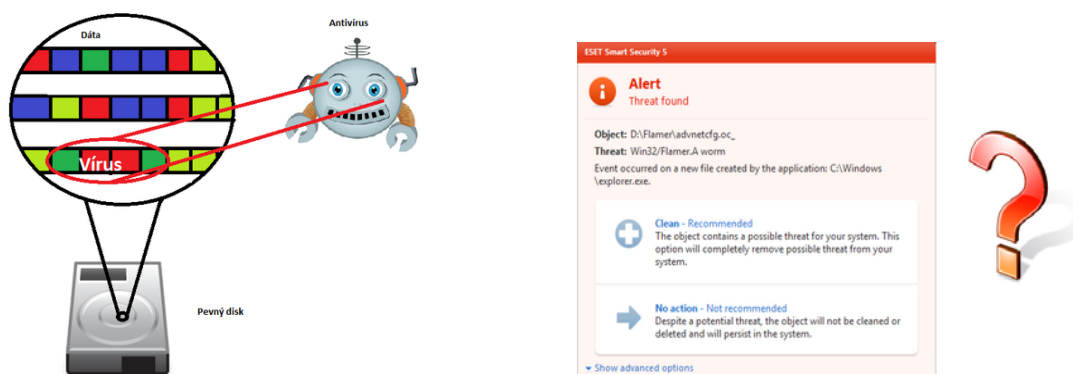 Dáta
Antivírus
Vírus
Pevný disk
ESET Smart Security 5
Alert
Threat found
Object: D:\Flamer\advnetcfg.oc_
Threat: Win32/Flamer.A worm
Event occurred on a new file created by the application: C:\Windows
\explorer.exe.
Clean - Recommended
The object contains a possible threat for your system. This
option will completely remove possible threat from your
system.
No action - Not recommended
Despite a potential threat, the object will not be cleaned or
deleted and will persist in the system.
Show advanced options